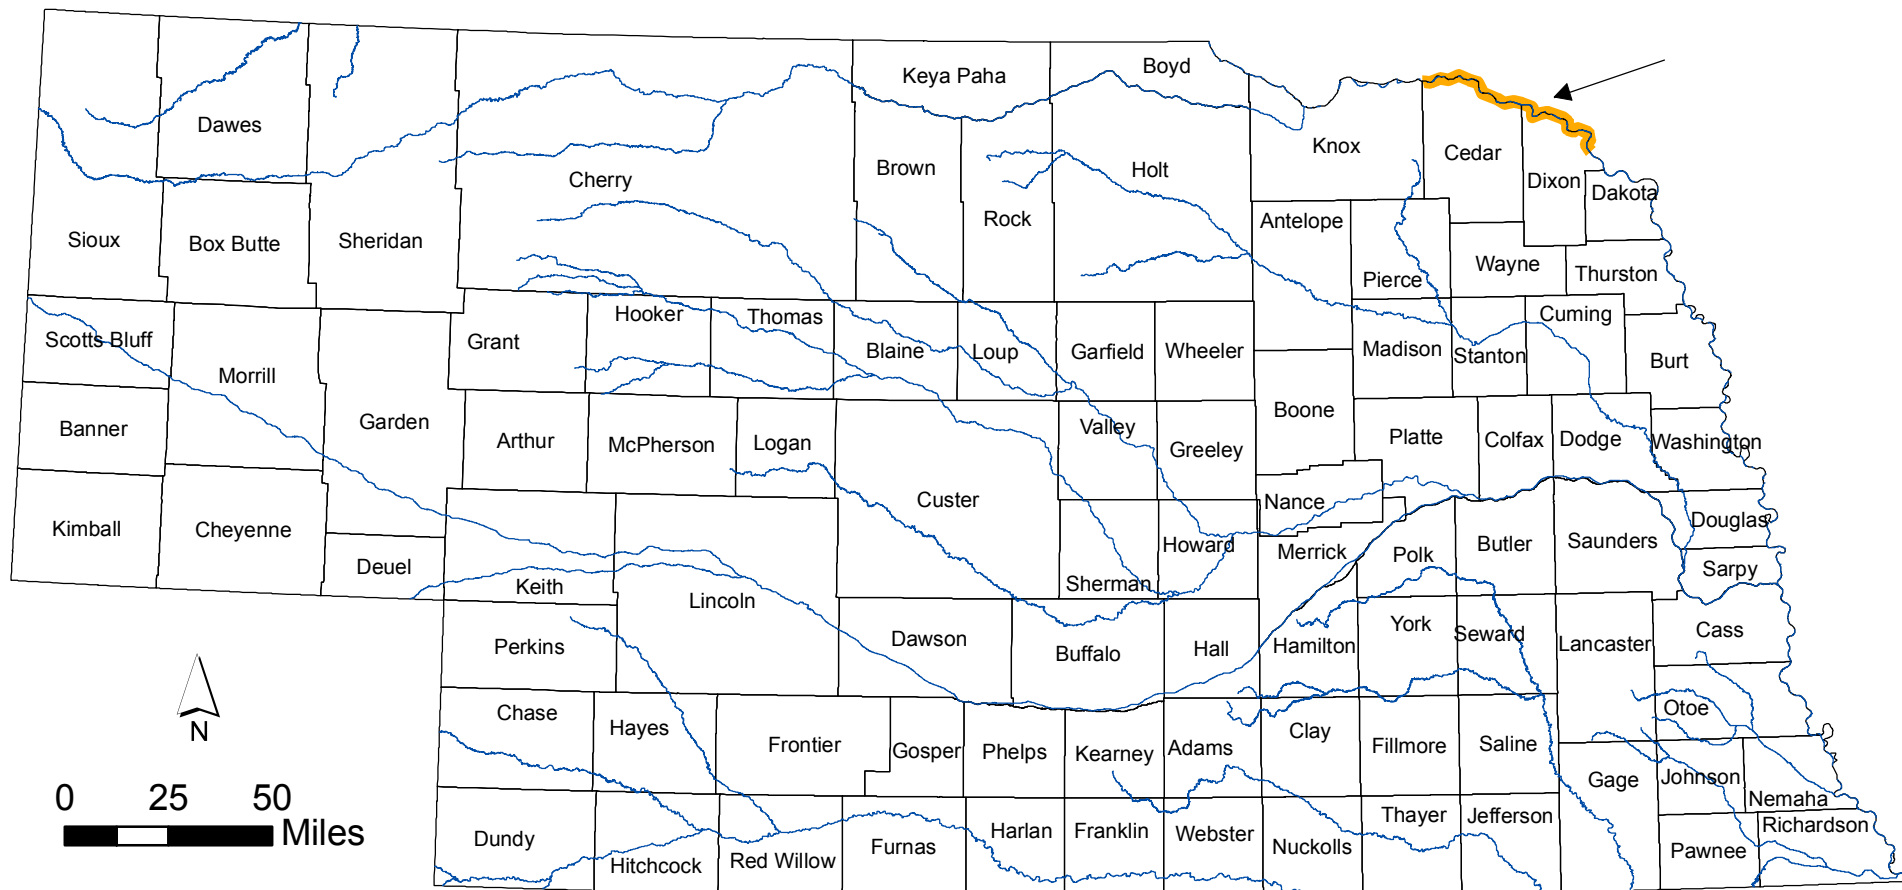 Keya Paha
Boyd
Dawes
Knox
Cedar
Brown
Holt
Cherry
Dixon
Dakota
Rock
Antelope
Sioux
Box Butte
Sheridan
Wayne
Thurston
Pierce
Hooker
Thomas
Cuming
Scotts Bluff
Grant
Blaine
Loup
Garfield
Wheeler
Madison
Stanton
Burt
Morrill
Boone
Garden
Banner
Arthur
McPherson
Logan
Valley
Greeley
Platte
Colfax
Dodge
Washington
Custer
Nance
Kimball
Cheyenne
Douglas
Howard
Merrick
Polk
Butler
Saunders
Deuel
Keith
Sherman
Sarpy
Lincoln
York
Seward
Cass
Perkins
Dawson
Buffalo
Hall
Hamilton
Lancaster
Chase
Hayes
Otoe
N
Frontier
Gosper
Phelps
Kearney
Adams
Clay
Fillmore
Saline
Gage
Johnson
0 25 50
Miles
Nemaha
Dundy
Hitchcock
Red Willow
Furnas
Harlan
Franklin
Webster
Nuckolls
Thayer
Jefferson
Richardson
Pawnee